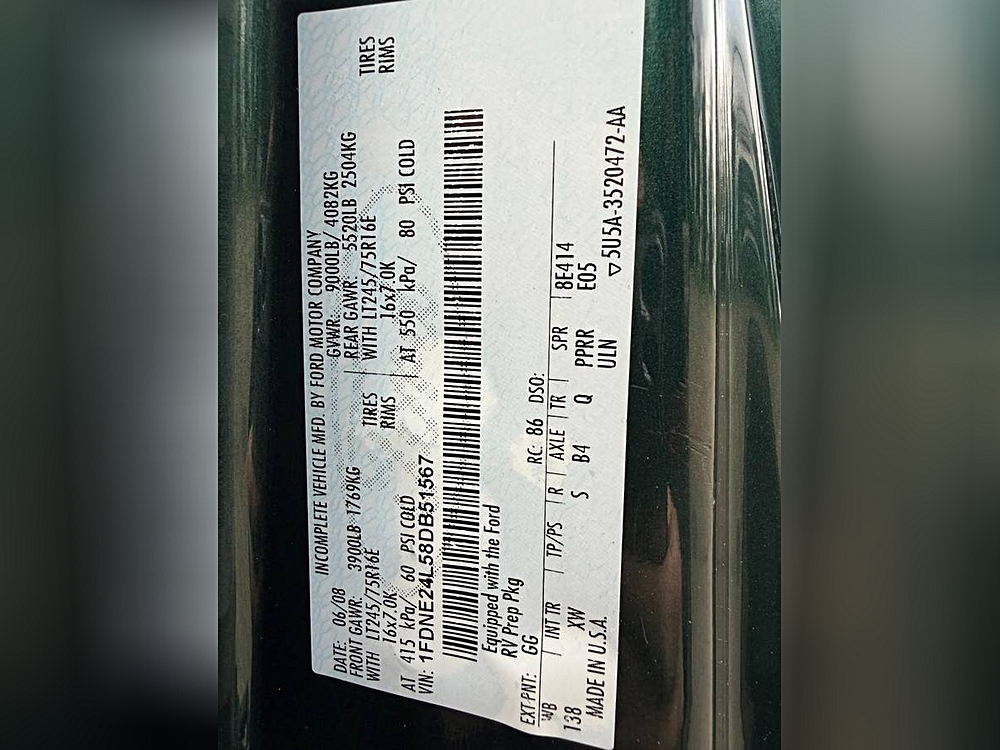 INCOMPLETE VEHICLE MFD. BY FORD MOTOR COMPANY
DATE: 06/08 GVWR: 9000LB/ 4082KG
FRONT GAWR: 3900LB 1769KG REAR GAWR: 5520LB 2504KG
WITH LT245/75R16E TIRES WITH LT245/75R16E TIRES
16x7.0K RIMS 16x7.0K RIMS
AT 415 kPa/ 60 PSI COLD AT 550 kPa/ 80 PSI COLD
VIN: 1FDNE24L58DB51567
Equipped with the Ford
RV Prep Pkg
EXT PNT: GG RC: 86 DSO:
WB INT TR TP/PS R AXLE TR SPR 8E414
138 XW S B4 Q PPRR E05
MADE IN U.S.A. ULN ▽5U5A-3520472-AA